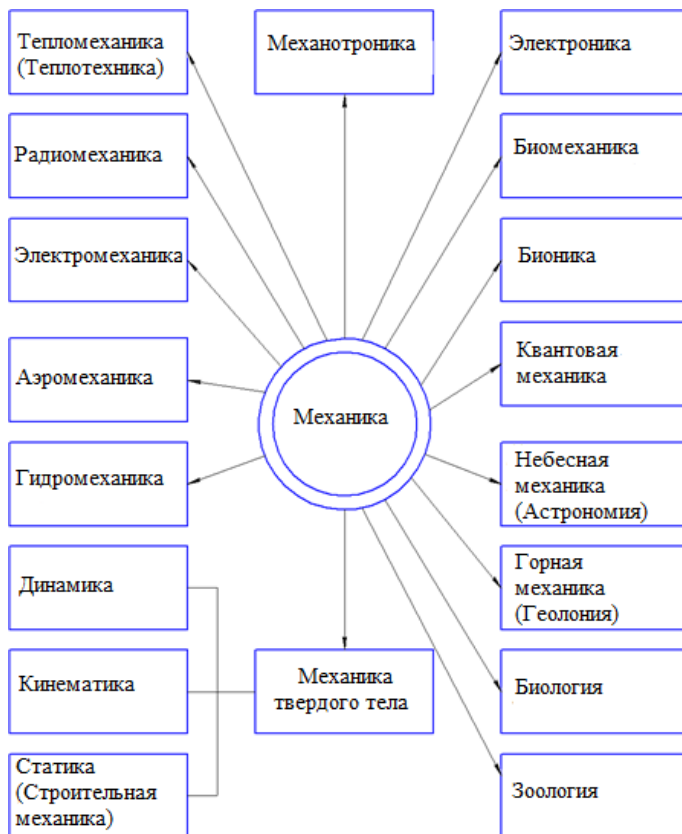 Тепломеханика
(Теплотехника)
Механотроника
Электроника
Радиомеханика
Биомеханика
Электромеханика
Бионика
Аэромеханика
Квантовая
механика
Механика
Гидромеханика
Небесная
механика
(Астрономия)
Динамика
Горная
механика
(Геолония)
Кинематика
Механика
твердого тела
Биология
Статика
(Строительная
механика)
Зоология